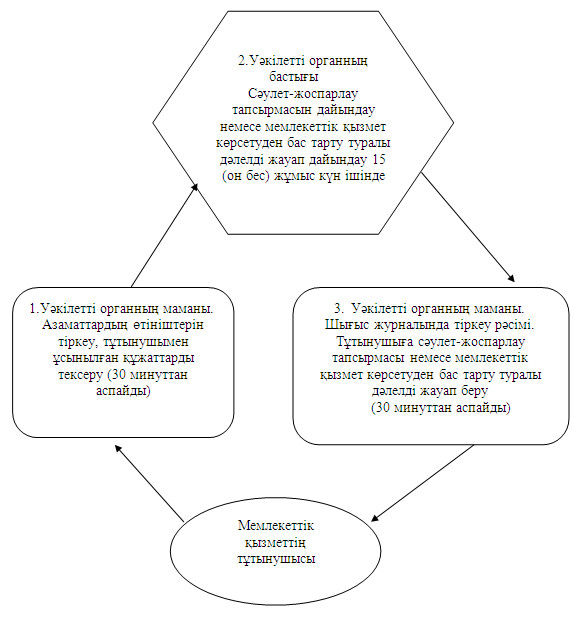 2.Уәкілетті органның
бастығы
Сәулет-жоспарлау
тапсырмасын дайындау
немесе мемлекеттік қызмет
көрсетуден бас тарту туралы
дәлелді жауап дайындау 15
(он бес) жұмыс күн ішінде
1.Уәкілетті органның маманы.
Азаматтардың өтініштерін
тіркеу, тұтынушымен
ұсынылған құжаттарды
тексеру (30 минуттан
аспайды)
3. Уәкілетті органның маманы.
Шығыс журналында тіркеу рәсімі.
Тұтынушыға сәулет-жоспарлау
тапсырмасы немесе мемлекеттік
қызмет көрсетуден бас тарту туралы
дәлелді жауап беру
(30 минуттан аспайды)
Мемлекеттік
қызметтің
тұтынушысы